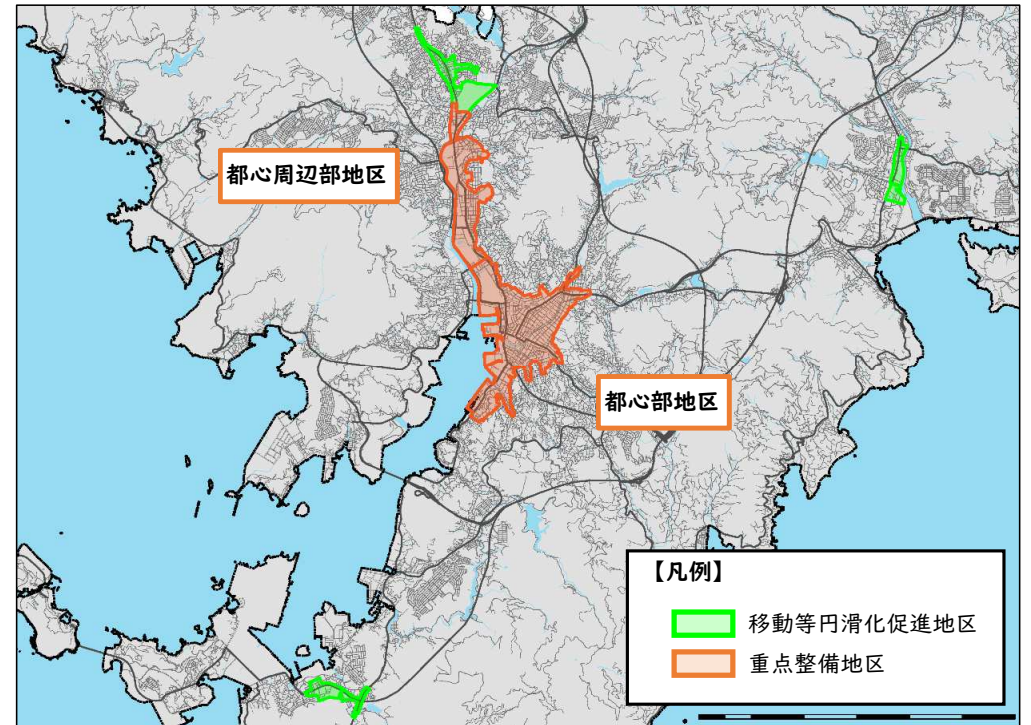 都心周辺部地区
都心部地区
【凡例】
移動等円滑化促進地区
重点整備地区